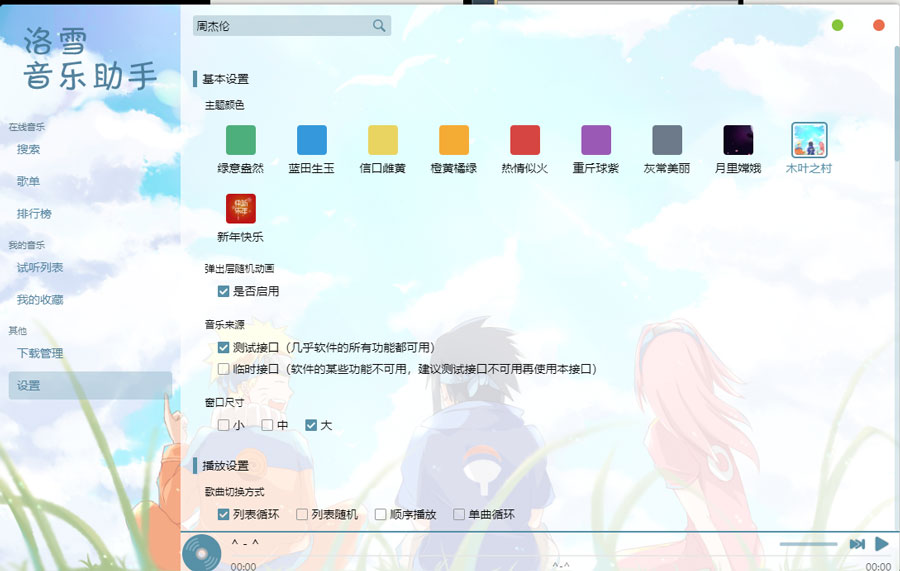 洛雪
音乐助手
在线音乐
搜索
歌单
排行榜
我的音乐
试听列表
我的收藏
其他
下载管理
设置
周杰伦
基本设置
主题颜色
绿意盎然 蓝田生玉 信口雌黄 橙黄橘绿 热情似火 重斤球紫 灰常美丽 月里嫦娥 木叶之村
新年快乐
弹出层随机动画
是否启用
音乐来源
测试接口（几乎软件的所有功能都可用）
临时接口（软件的某些功能不可用，建议测试接口不可用再使用本接口）
窗口尺寸
小 中 大
播放设置
歌曲切换方式
列表循环 列表随机 顺序播放 单曲循环
^ - ^
00:00 ^-^ 00:00